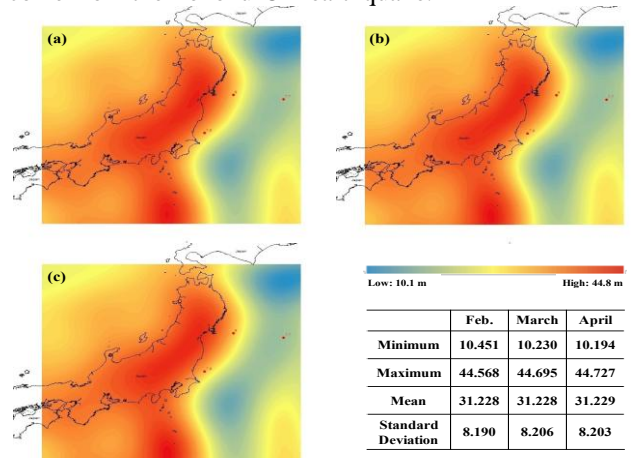 (a)
(b)
(c)
Low: 10.1 m High: 44.8 m
Feb. March April
Minimum 10.451 10.230 10.194
Maximum 44.568 44.695 44.727
Mean 31.228 31.228 31.229
Standard
Deviation 8.190 8.206 8.203